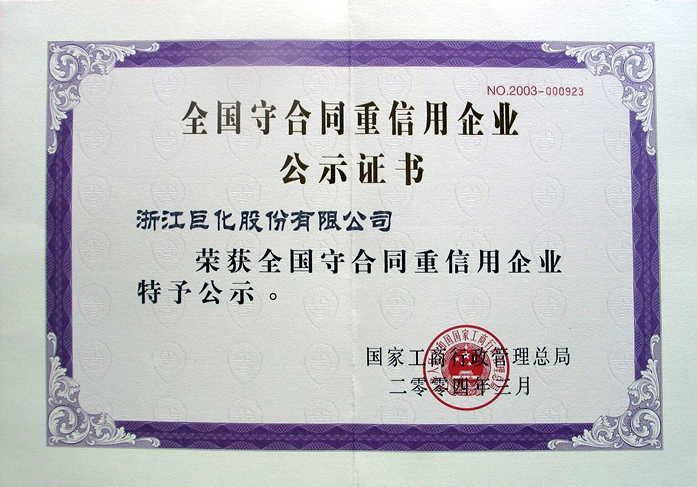 NO.2003-000923
全国守合同重信用企业
公示证书
浙江巨化股份有限公司
荣获全国守合同重信用企业
特予公示。
国家工商行政管理总局
二零零四年三月